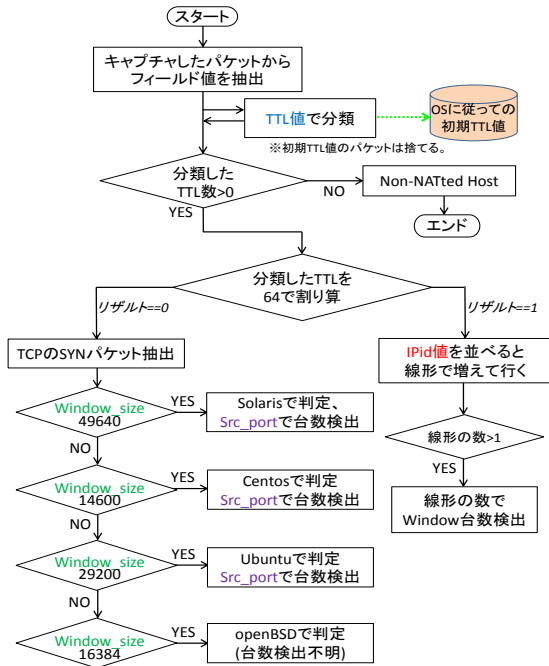 スタート
キャプチャしたパケットから
フィールド値を抽出
TTL値で分類
OSに従っての
初期TTL値
※初期TTL値のパケットは捨てる。
分類した
TTL数>0
NO
Non-NATted Host
YES
エンド
分類したTTLを
64で割り算
リザルト==0
リザルト==1
TCPのSYNパケット抽出
IPid値を並べると
線形で増えて行く
Window_size
49640
YES
Solarisで判定、
Src_portで台数検出
線形の数>1
NO
YES
Window_size
14600
YES
Centosで判定
Src_portで台数検出
線形の数で
Window台数検出
NO
Window_size
29200
YES
Ubuntuで判定
Src_portで台数検出
NO
Window_size
16384
YES
openBSDで判定
(台数検出不明)